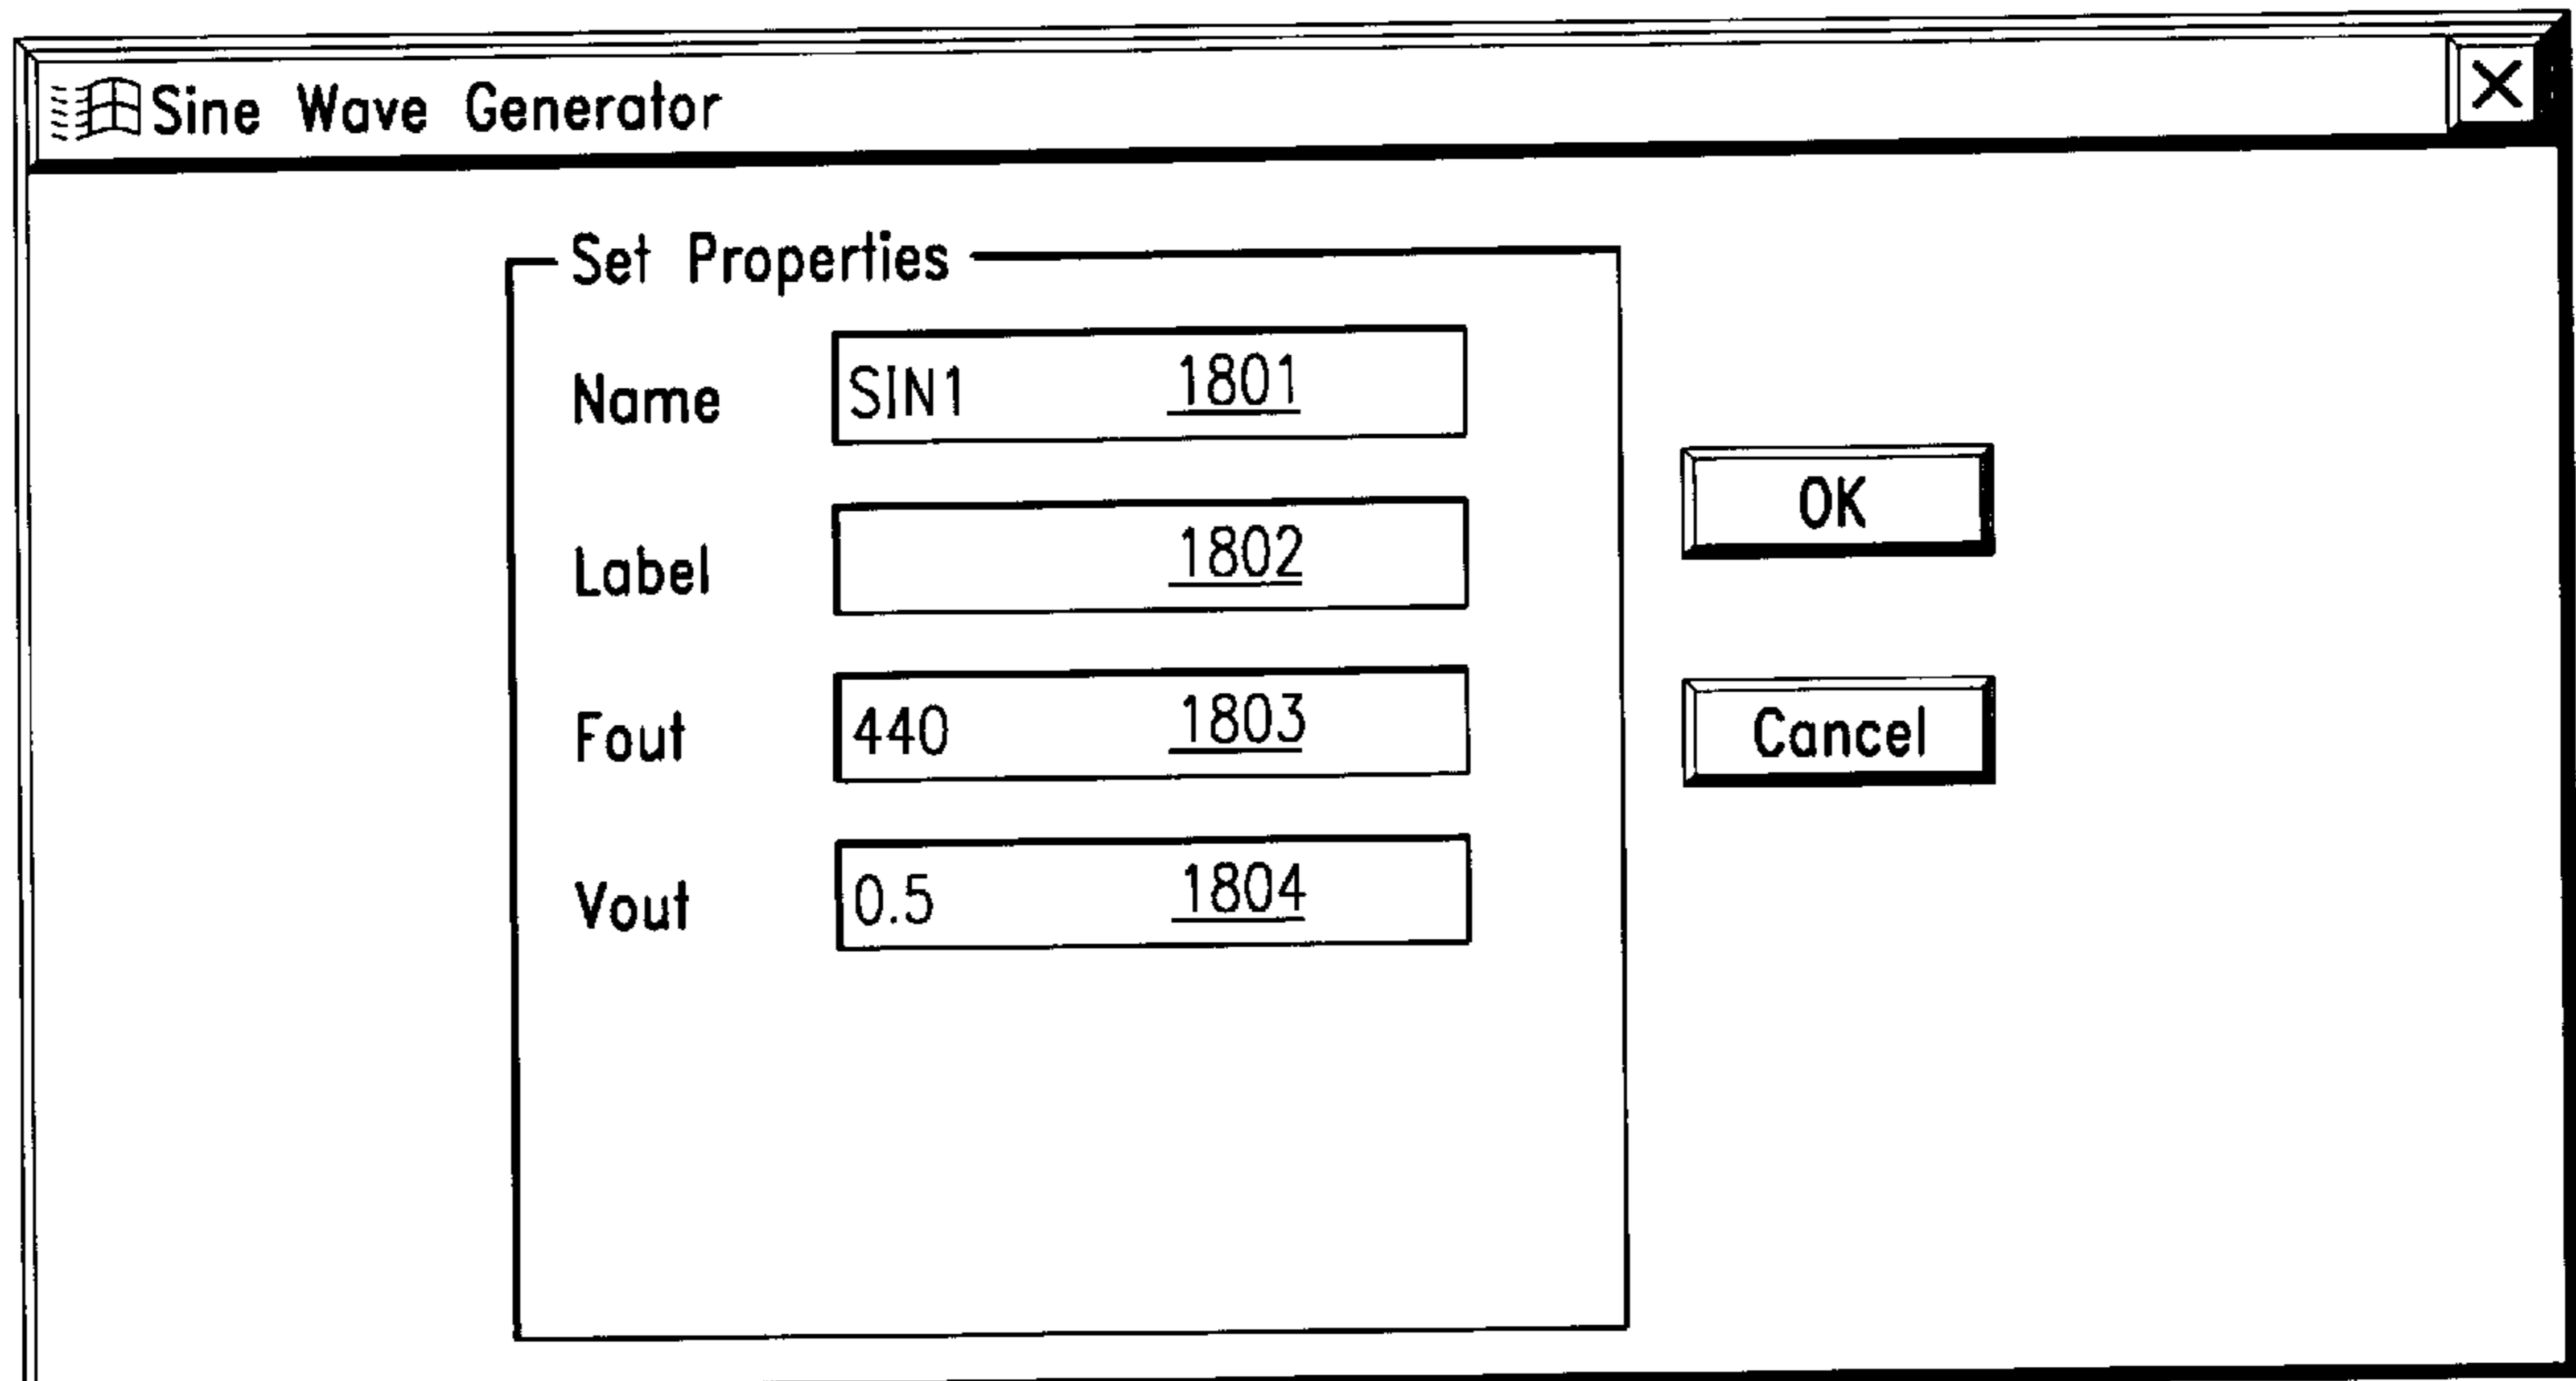 Sine Wave Generator
Set Properties
Name SIN1 1801
Label 1802
Fout 440 1803
Vout 0.5 1804
OK
Cancel